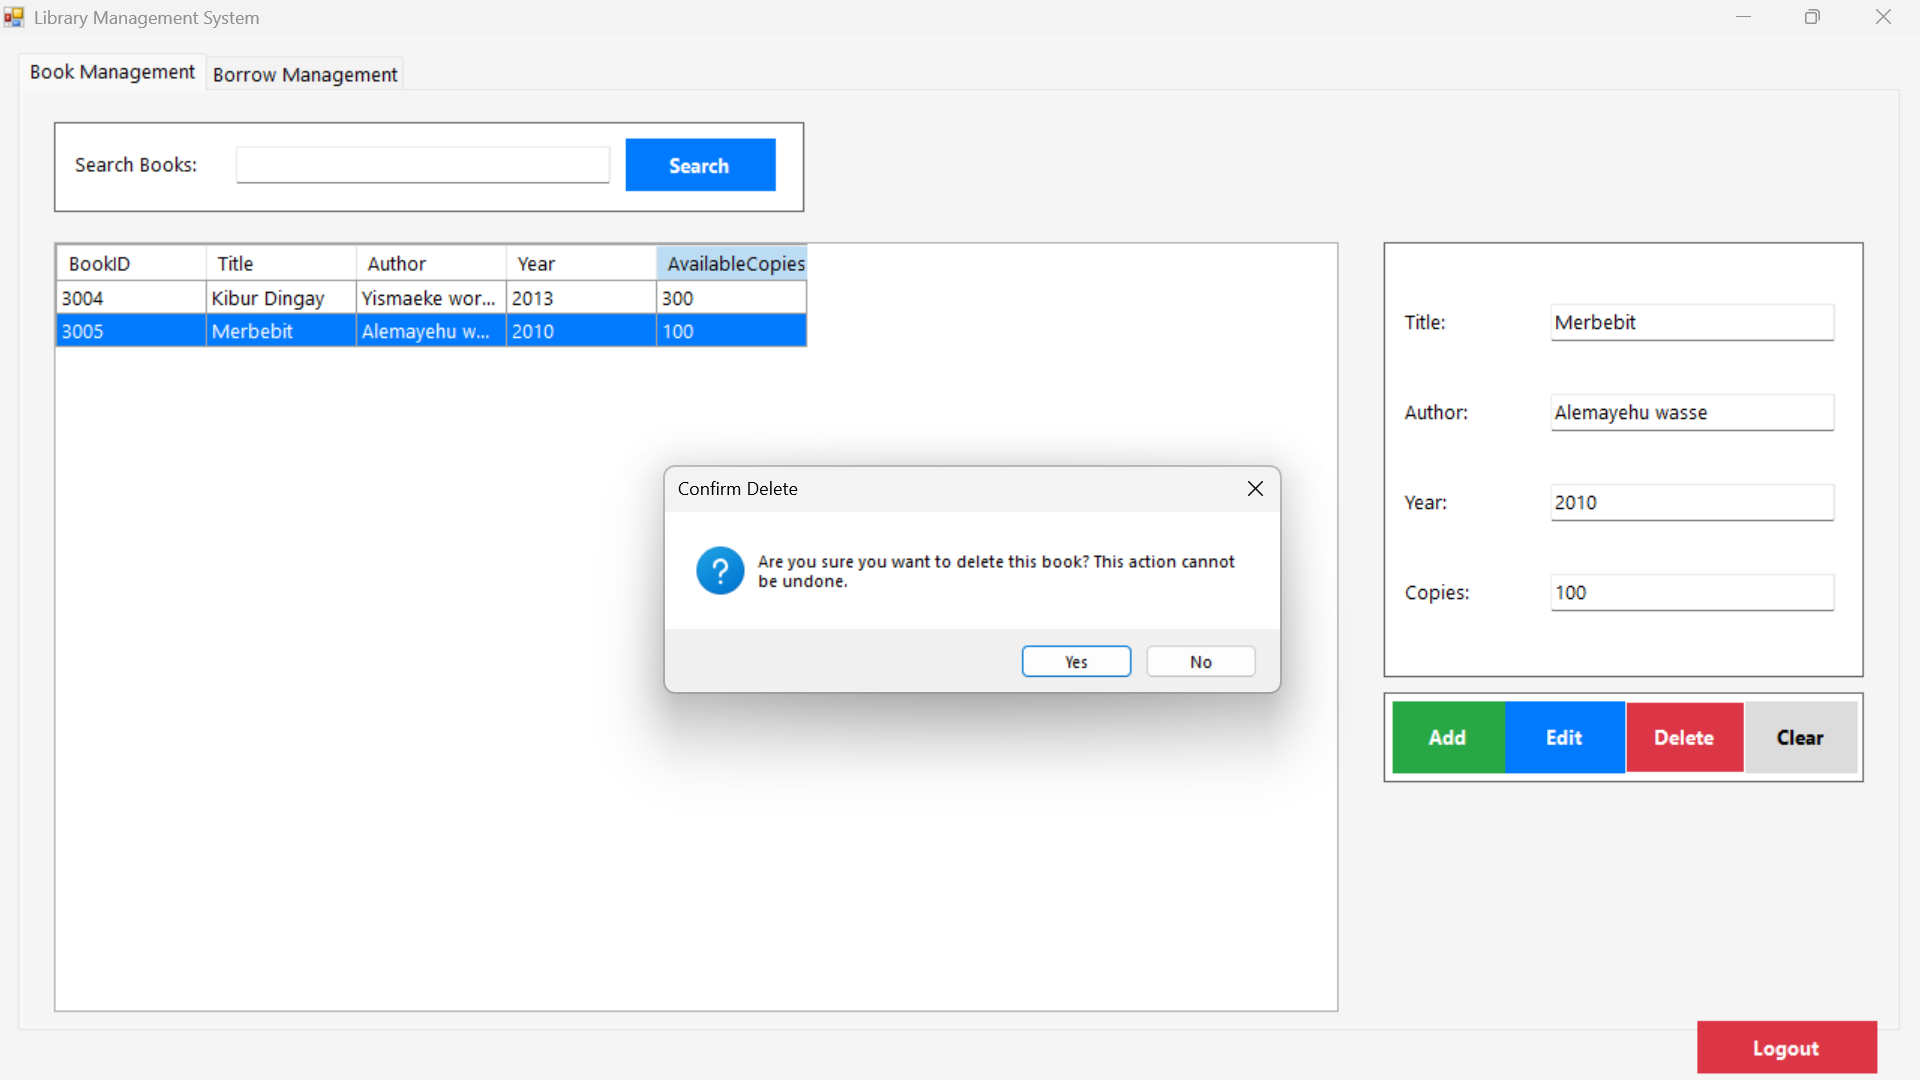 Library Management System
Book Management Borrow Management
Search Books: Search
BookID Title Author Year AvailableCopies
3004 Kibur Dingay Yismaeke wor... 2013 300
3005 Merbebit Alemayehu w... 2010 100
Title: Merbebit
Author: Alemayehu wasse
Year: 2010
Copies: 100
Confirm Delete
Are you sure you want to delete this book? This action cannot
be undone.
Yes No
Add Edit Delete Clear
Logout